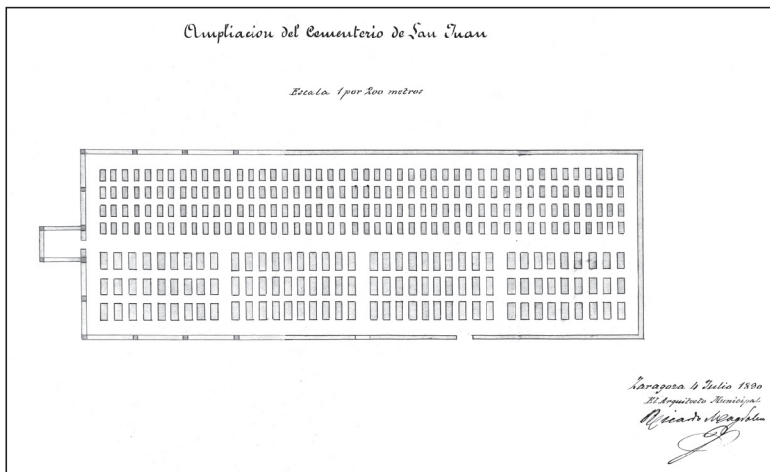 Ampliacion del Cementerio de San Juan
Escala 1 por 200 metros
Zaragoza 4 Julio 1890
El Arquitecto Municipal
Ricardo Magdalena